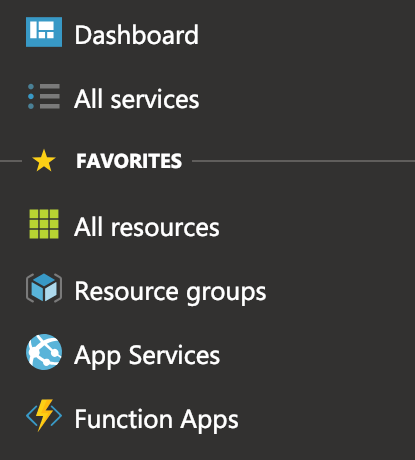 Dashboard
All services
FAVORITES
All resources
Resource groups
App Services
Function Apps